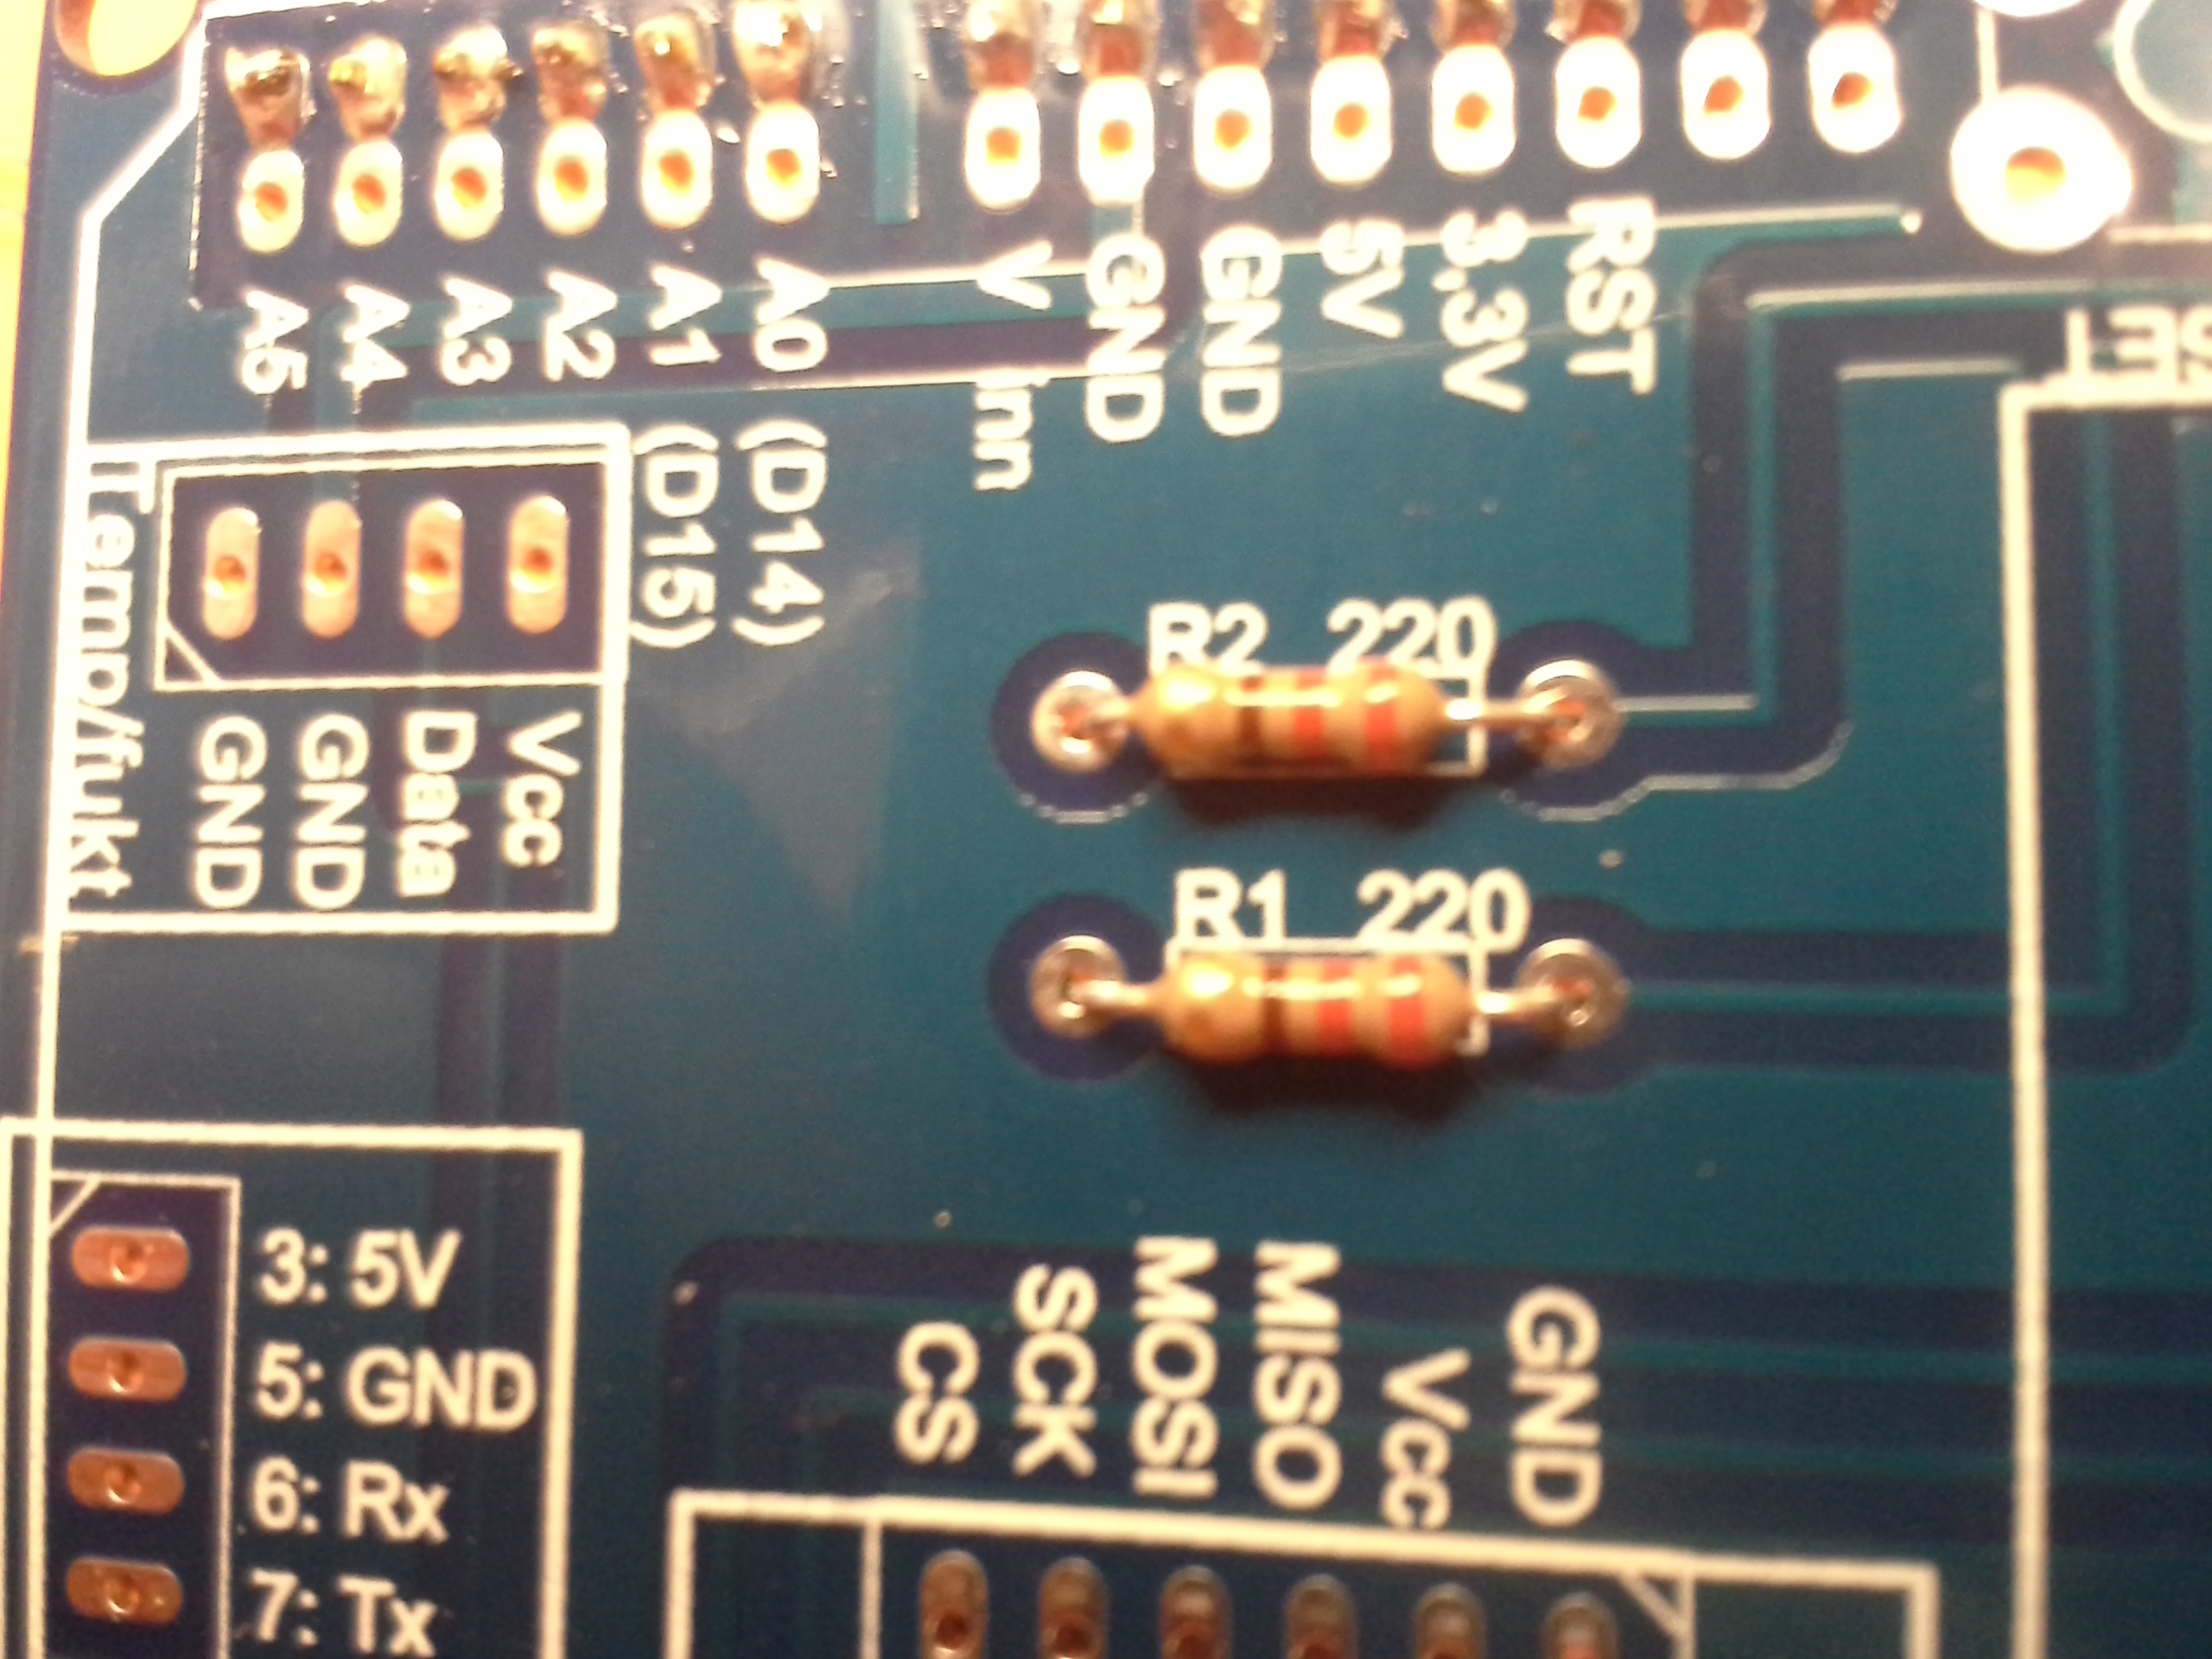 A5
A4
A3
A2
A1
A0
V
inn
GND
GND
5V
3,3V
RST
(D15)
(D14)
Temp/fukt
GND
GND
Data
Vcc
R2 220
R1 220
3: 5V
5: GND
6: Rx
7: Tx
CS
SCK
MOSI
MISO
Vcc
GND